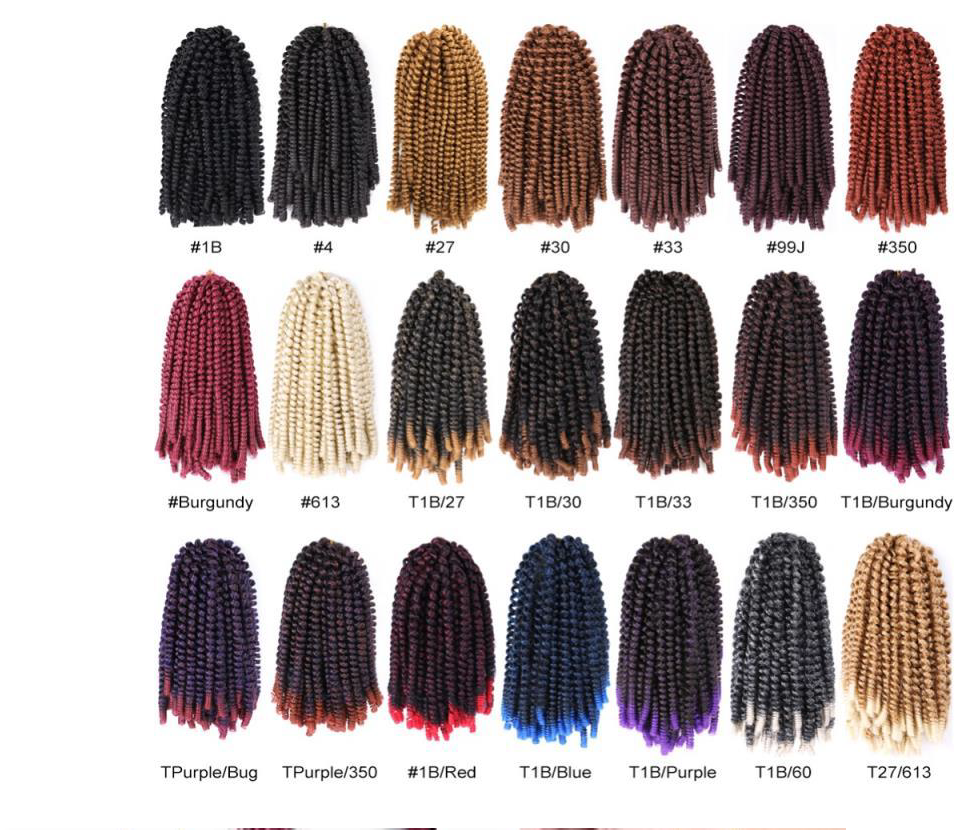 #1B #4 #27 #30 #33 #99J #350
#Burgundy #613 T1B/27 T1B/30 T1B/33 T1B/350 T1B/Burgundy
TPurple/Bug TPurple/350 #1B/Red T1B/Blue T1B/Purple T1B/60 T27/613